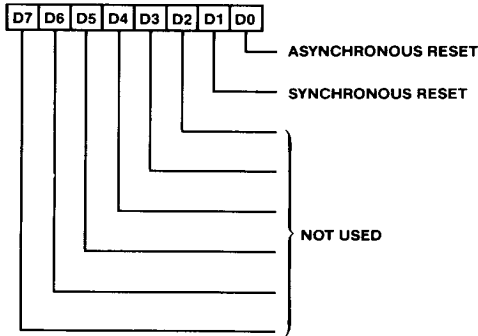 D7 D6 D5 D4 D3 D2 D1 D0
ASYNCHRONOUS RESET
SYNCHRONOUS RESET
NOT USED